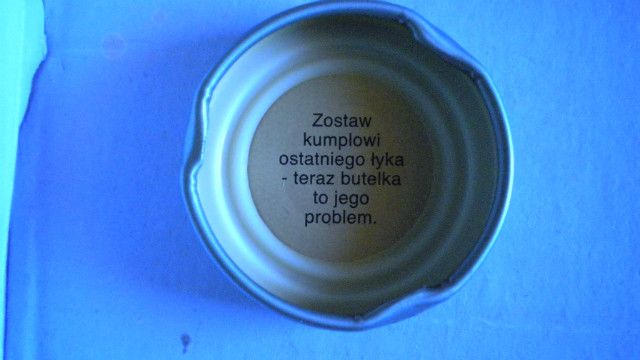 Zostaw
kumplowi
ostatniego łyka
- teraz butelka
to jego
problem.